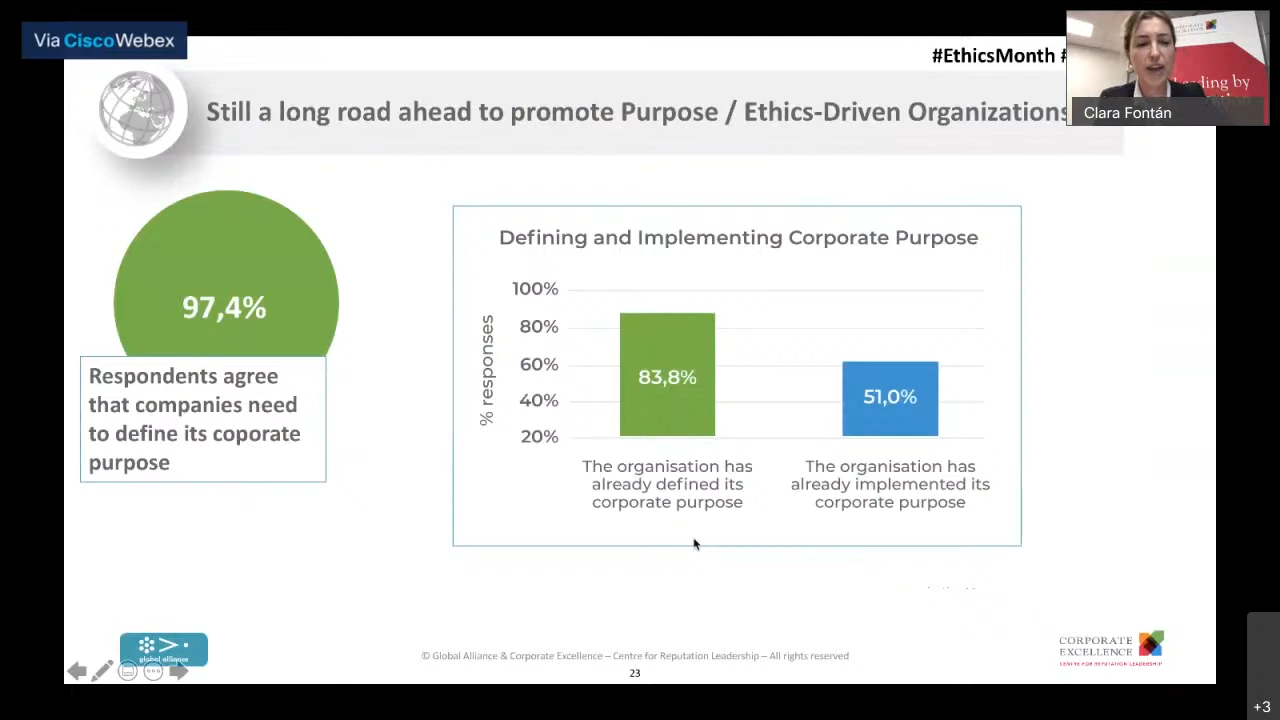 Via CiscoWebex
#EthicsMonth #
CORPORATE
EXCELLENCE
Leading by
Clara Fontán
Still a long road ahead to promote Purpose / Ethics-Driven Organizations
97,4%
Respondents agree
that companies need
to define its coporate
purpose
Defining and Implementing Corporate Purpose
% responses
100%
80%
60%
40%
20%
83,8%
51,0%
The organisation has
already defined its
corporate purpose
The organisation has
already implemented its
corporate purpose
global alliance
© Global Alliance & Corporate Excellence – Centre for Reputation Leadership – All rights reserved
23
CORPORATE
EXCELLENCE
CENTRE FOR REPUTATION LEADERSHIP
+3